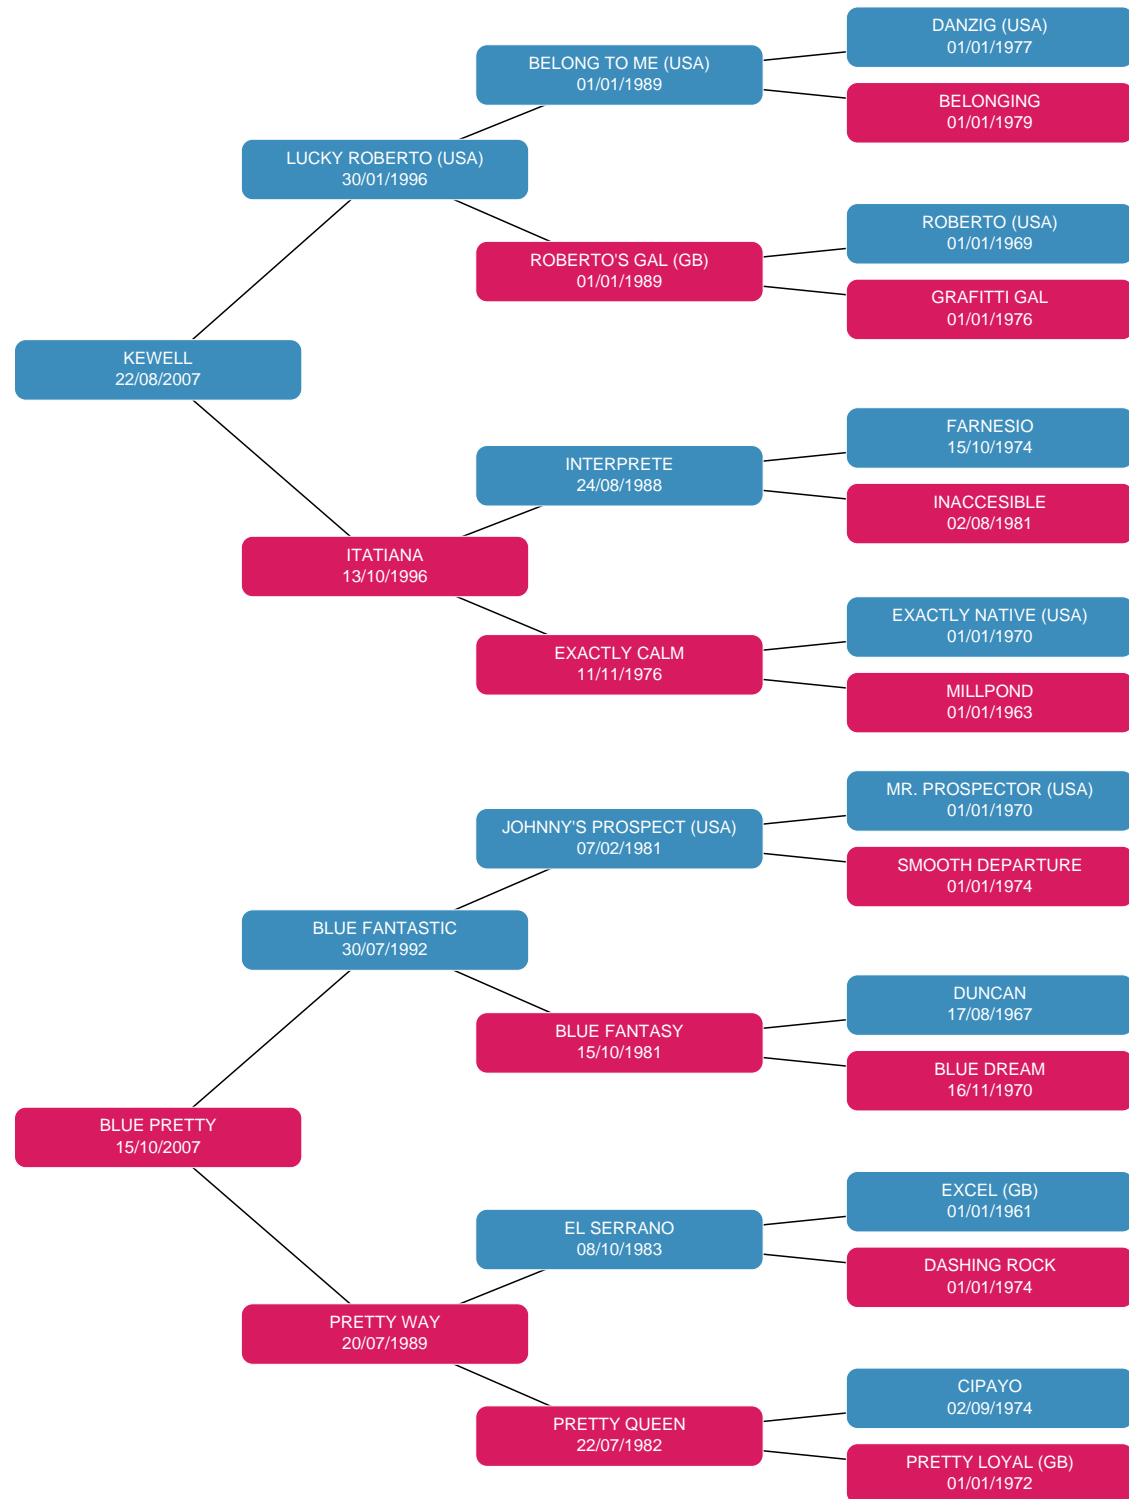 DANZIG (USA)
01/01/1977
BELONG TO ME (USA)
01/01/1989
BELONGING
01/01/1979
LUCKY ROBERTO (USA)
30/01/1996
ROBERTO (USA)
01/01/1969
ROBERTO'S GAL (GB)
01/01/1989
GRAFITTI GAL
01/01/1976
KEWELL
22/08/2007
FARNESIO
15/10/1974
INTERPRETE
24/08/1988
INACCESIBLE
02/08/1981
ITATIANA
13/10/1996
EXACTLY NATIVE (USA)
01/01/1970
EXACTLY CALM
11/11/1976
MILLPOND
01/01/1963
MR. PROSPECTOR (USA)
01/01/1970
JOHNNY'S PROSPECT (USA)
07/02/1981
SMOOTH DEPARTURE
01/01/1974
BLUE FANTASTIC
30/07/1992
DUNCAN
17/08/1967
BLUE FANTASY
15/10/1981
BLUE DREAM
16/11/1970
BLUE PRETTY
15/10/2007
EXCEL (GB)
01/01/1961
EL SERRANO
08/10/1983
DASHING ROCK
01/01/1974
PRETTY WAY
20/07/1989
CIPAYO
02/09/1974
PRETTY QUEEN
22/07/1982
PRETTY LOYAL (GB)
01/01/1972